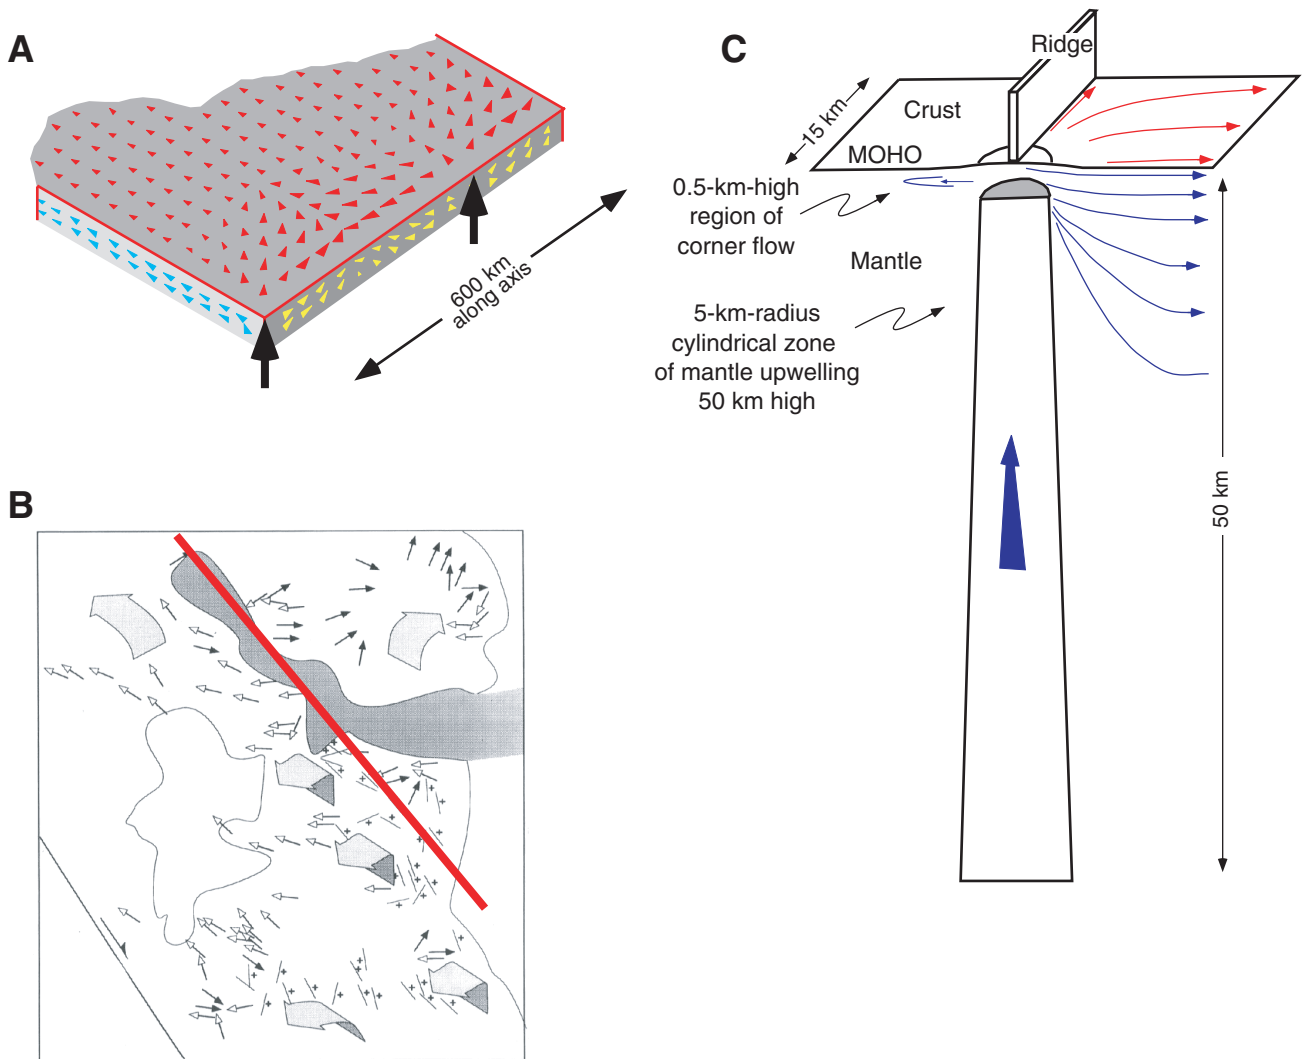 A
600 km
along axis
B
C
Ridge
Crust
15 km
MOHO
0.5-km-high
region of
corner flow
Mantle
5-km-radius
cylindrical zone
of mantle upwelling
50 km high
50 km